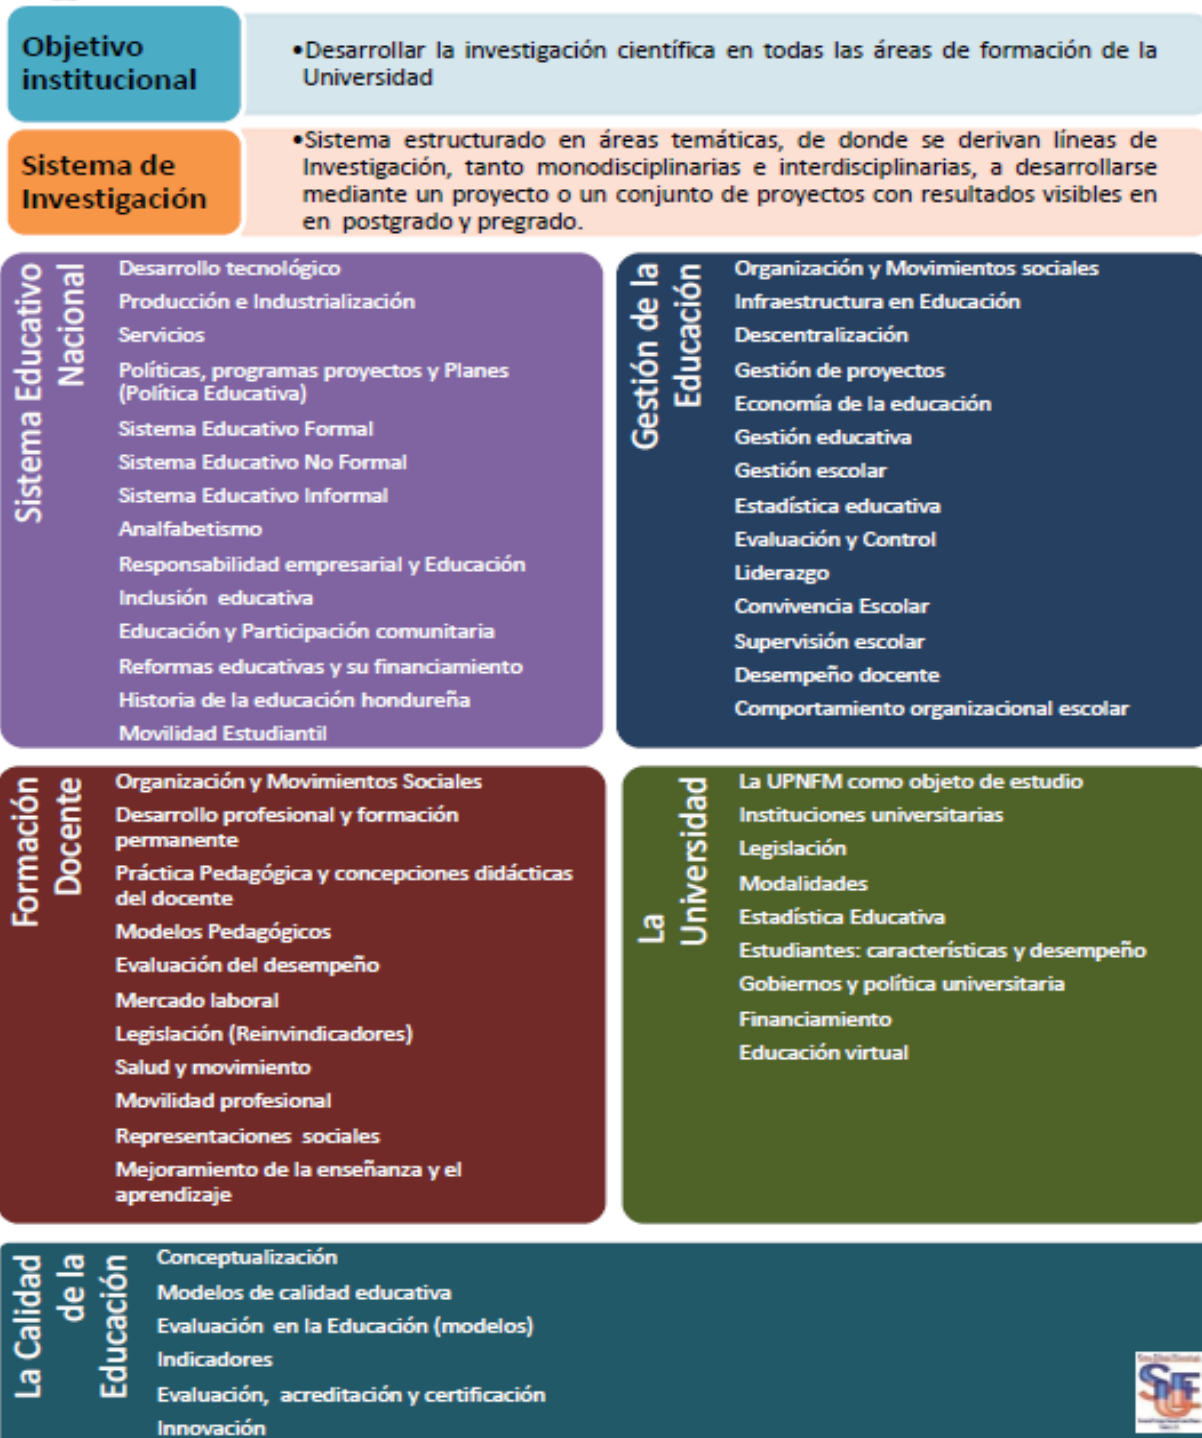 Objetivo
institucional
•Desarrollar la investigación científica en todas las áreas de formación de la
Universidad
Sistema de
Investigación
•Sistema estructurado en áreas temáticas, de donde se derivan líneas de
Investigación, tanto monodisciplinarias e interdisciplinarias, a desarrollarse
mediante un proyecto o un conjunto de proyectos con resultados visibles en
en postgrado y pregrado.
Sistema Educativo
Nacional
Desarrollo tecnológico
Producción e Industrialización
Servicios
Políticas, programas proyectos y Planes
(Política Educativa)
Sistema Educativo Formal
Sistema Educativo No Formal
Sistema Educativo Informal
Analfabetismo
Responsabilidad empresarial y Educación
Inclusión educativa
Educación y Participación comunitaria
Reformas educativas y su financiamiento
Historia de la educación hondureña
Movilidad Estudiantil
Gestión de la
Educación
Organización y Movimientos sociales
Infraestructura en Educación
Descentralización
Gestión de proyectos
Economía de la educación
Gestión educativa
Gestión escolar
Estadística educativa
Evaluación y Control
Liderazgo
Convivencia Escolar
Supervisión escolar
Desempeño docente
Comportamiento organizacional escolar
Formación
Docente
Organización y Movimientos Sociales
Desarrollo profesional y formación
permanente
Práctica Pedagógica y concepciones didácticas
del docente
Modelos Pedagógicos
Evaluación del desempeño
Mercado laboral
Legislación (Reinvindicadores)
Salud y movimiento
Movilidad profesional
Representaciones sociales
Mejoramiento de la enseñanza y el
aprendizaje
La
Universidad
La UPNFM como objeto de estudio
Instituciones universitarias
Legislación
Modalidades
Estadística Educativa
Estudiantes: características y desempeño
Gobiernos y política universitaria
Financiamiento
Educación virtual
La Calidad
de la
Educación
Conceptualización
Modelos de calidad educativa
Evaluación en la Educación (modelos)
Indicadores
Evaluación, acreditación y certificación
Innovación